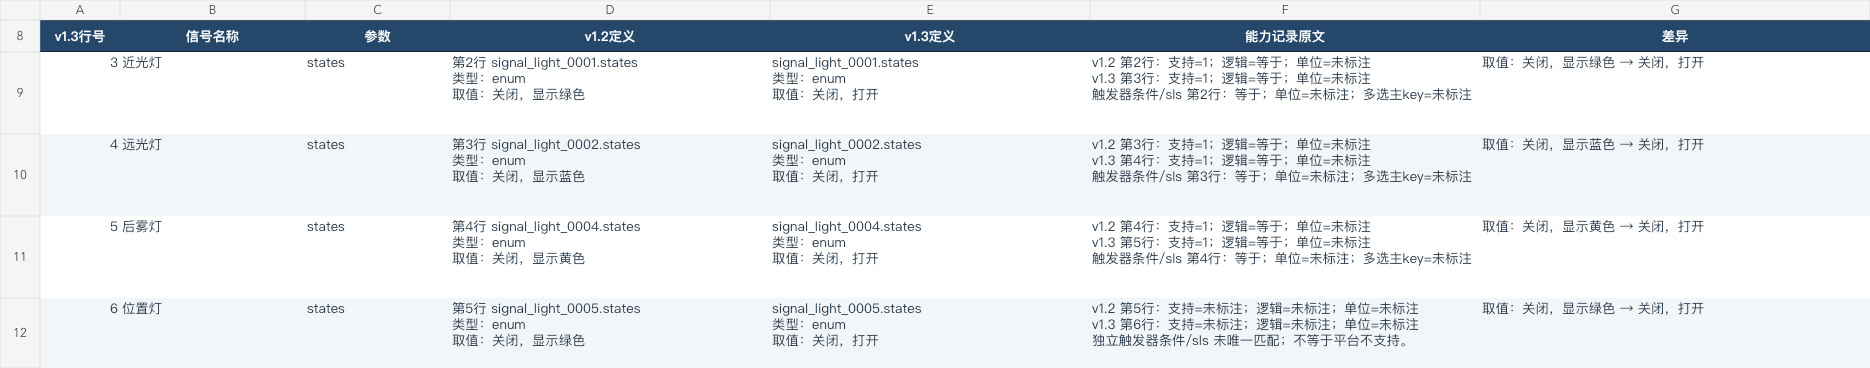 A B C D E F G
8 v1.3行号 信号名称 参数 v1.2定义 v1.3定义 能力记录原文 差异
9 3 近光灯 states 第2行 signal_light_0001.states signal_light_0001.states v1.2 第2行：支持=1；逻辑=等于；单位=未标注 取值：关闭，显示绿色 → 关闭，打开
类型：enum 类型：enum v1.3 第3行：支持=1；逻辑=等于；单位=未标注
取值：关闭，显示绿色 取值：关闭，打开 触发器条件/sls 第2行：等于；单位=未标注；多选主key=未标注
10 4 远光灯 states 第3行 signal_light_0002.states signal_light_0002.states v1.2 第3行：支持=1；逻辑=等于；单位=未标注 取值：关闭，显示蓝色 → 关闭，打开
类型：enum 类型：enum v1.3 第4行：支持=1；逻辑=等于；单位=未标注
取值：关闭，显示蓝色 取值：关闭，打开 触发器条件/sls 第3行：等于；单位=未标注；多选主key=未标注
11 5 后雾灯 states 第4行 signal_light_0004.states signal_light_0004.states v1.2 第4行：支持=1；逻辑=等于；单位=未标注 取值：关闭，显示黄色 → 关闭，打开
类型：enum 类型：enum v1.3 第5行：支持=1；逻辑=等于；单位=未标注
取值：关闭，显示黄色 取值：关闭，打开 触发器条件/sls 第4行：等于；单位=未标注；多选主key=未标注
12 6 位置灯 states 第5行 signal_light_0005.states signal_light_0005.states v1.2 第5行：支持=未标注；逻辑=未标注；单位=未标注 取值：关闭，显示绿色 → 关闭，打开
类型：enum 类型：enum v1.3 第6行：支持=未标注；逻辑=未标注；单位=未标注
取值：关闭，显示绿色 取值：关闭，打开 独立触发器条件/sls 未唯一匹配；不等于平台不支持。